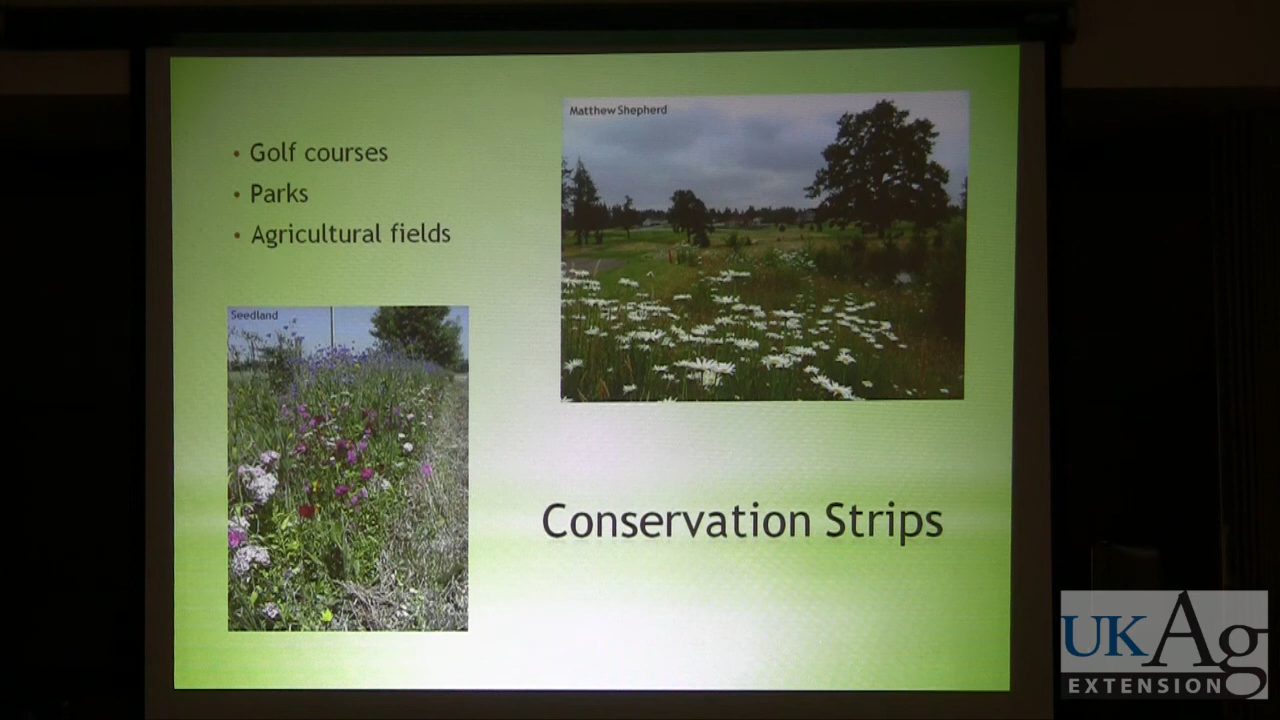 • Golf courses
• Parks
• Agricultural fields
Matthew Shepherd
Seedland
Conservation Strips
UKAg
EXTENSION